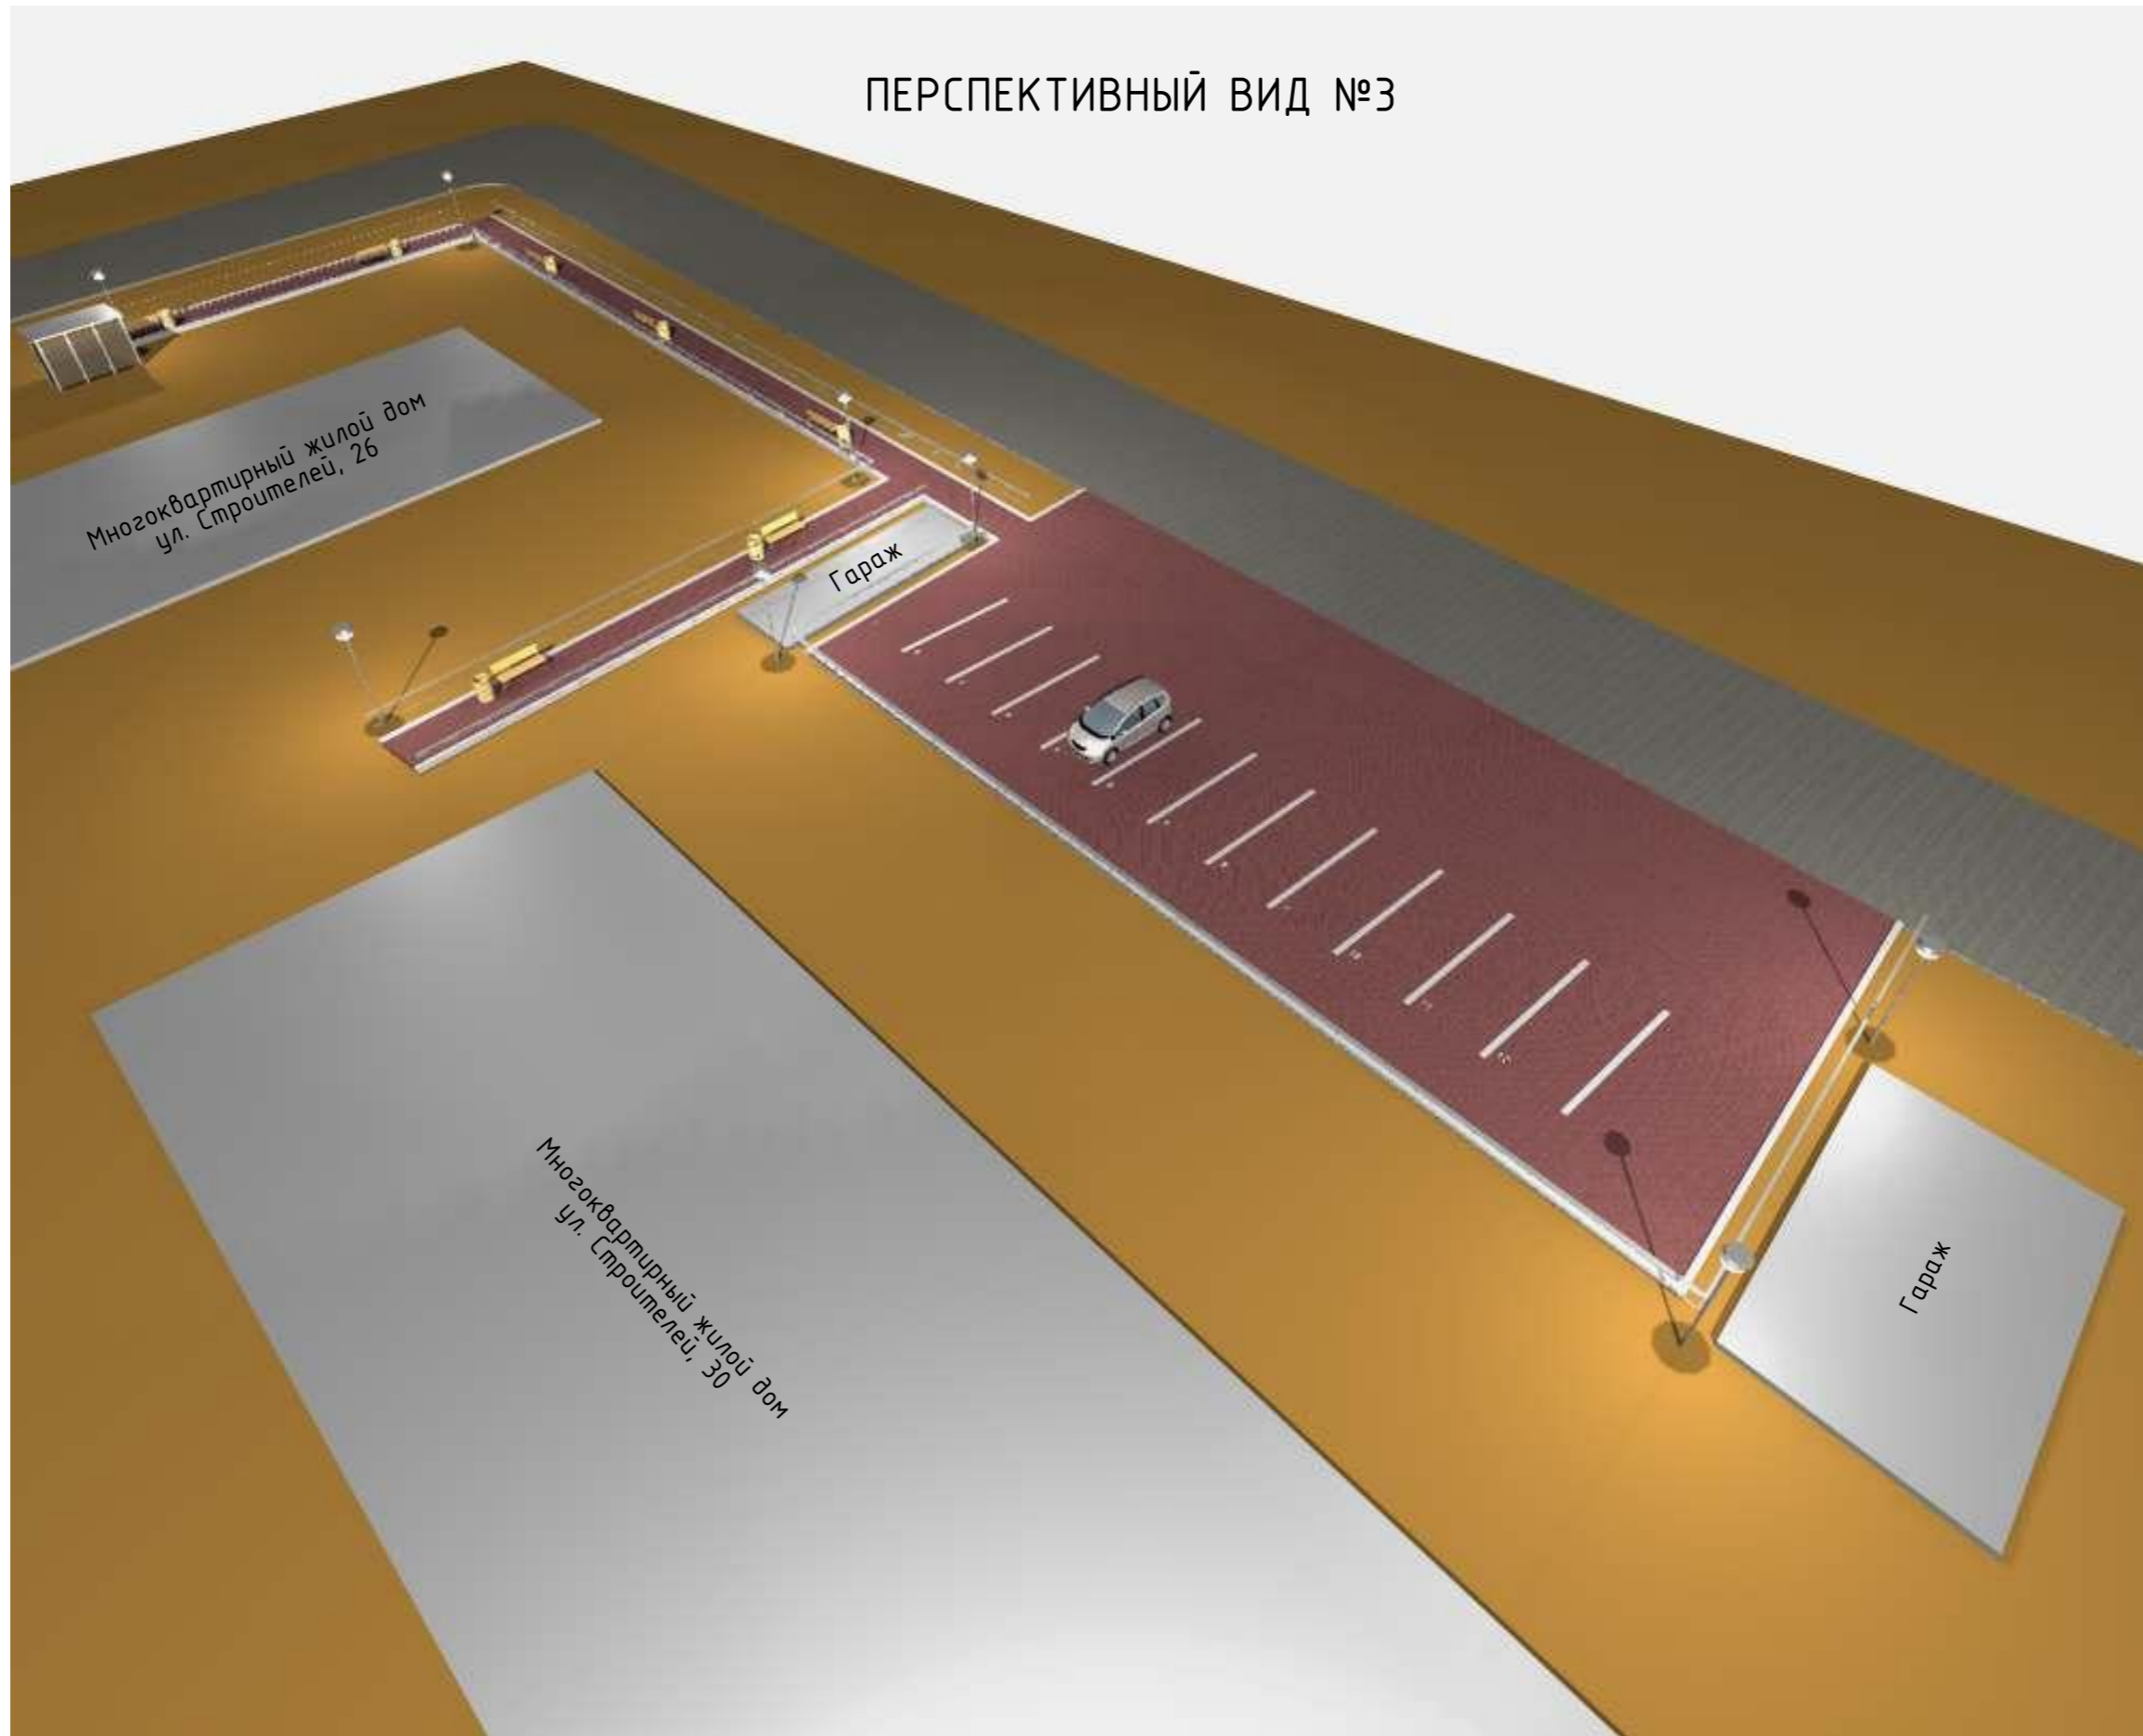 ПЕРСПЕКТИВНЫЙ ВИД №3
Многоквартирный жилой дом
ул. Строителей, 26
Гараж
Многоквартирный жилой дом
ул. Строителей, 30
Гараж